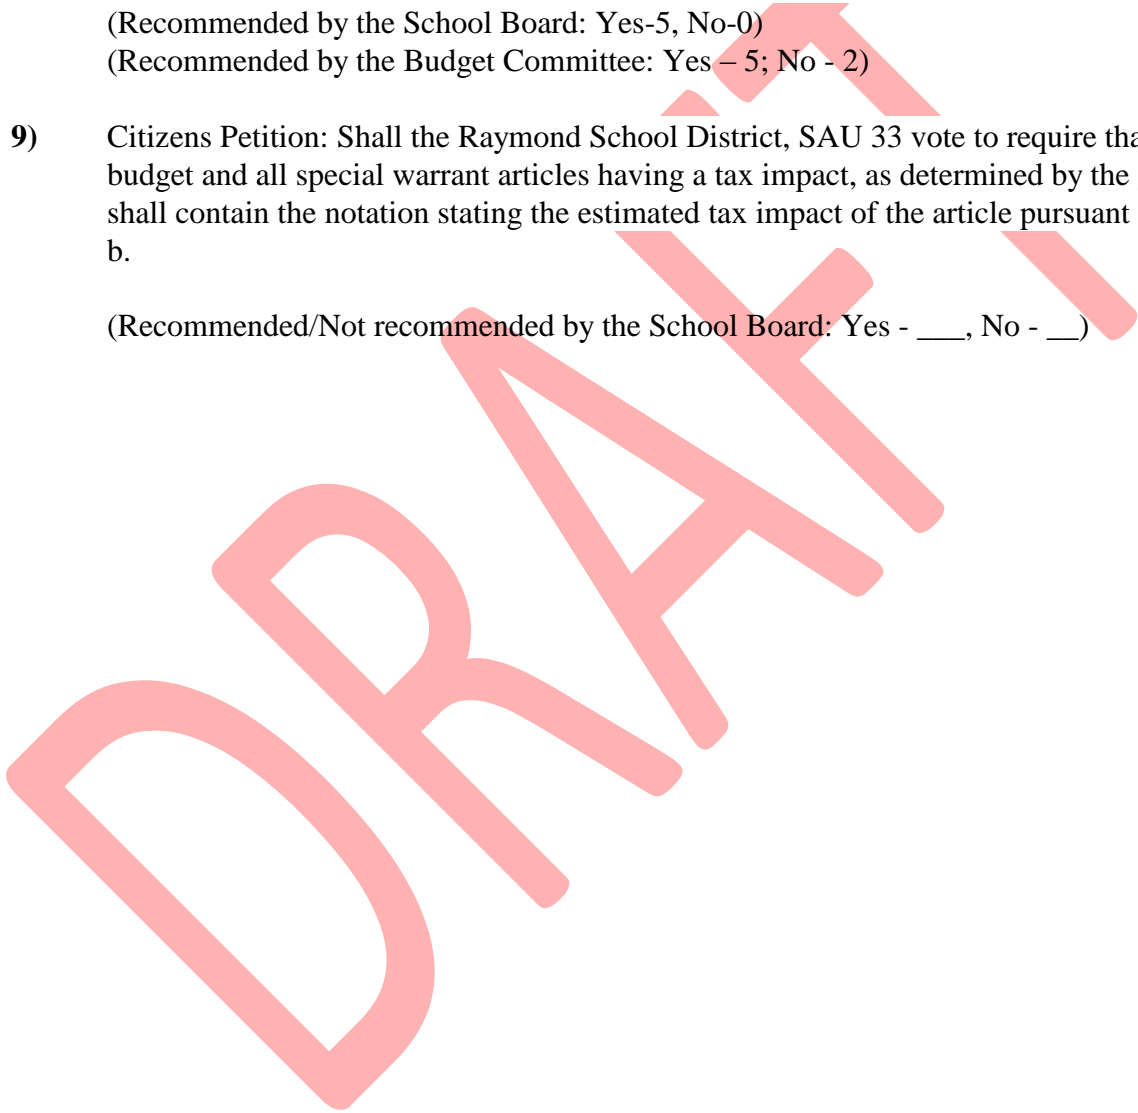 (Recommended by the School Board: Yes-5, No-0)
(Recommended by the Budget Committee: Yes – 5; No - 2)
9) Citizens Petition: Shall the Raymond School District, SAU 33 vote to require tha
budget and all special warrant articles having a tax impact, as determined by the
shall contain the notation stating the estimated tax impact of the article pursuant
b.
(Recommended/Not recommended by the School Board: Yes - ___, No - __)
DRAFT